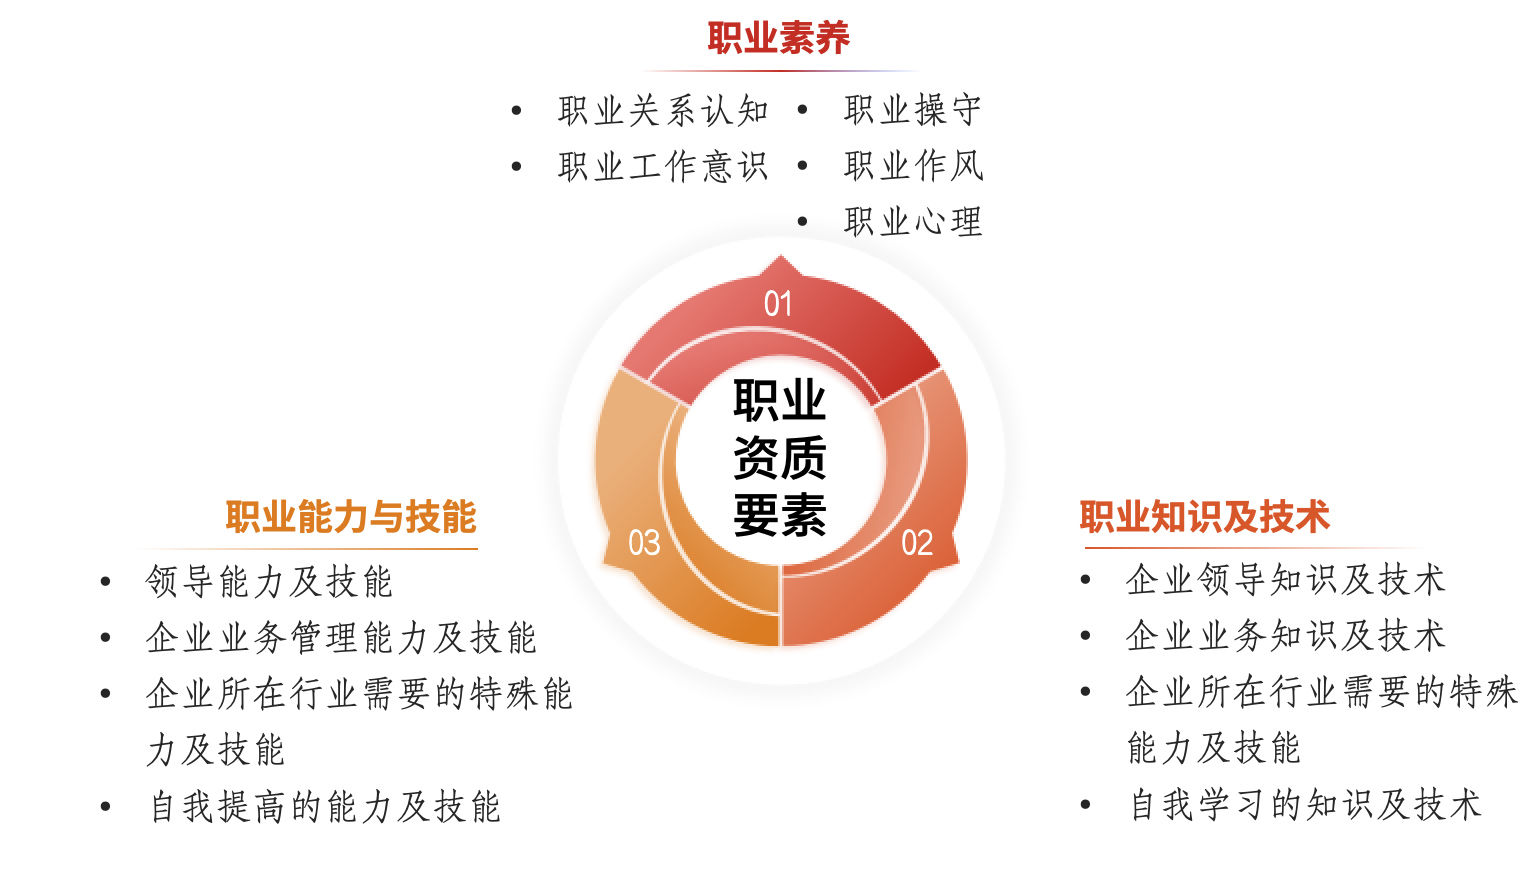 职业素养
• 职业关系认知
• 职业工作意识
• 职业操守
• 职业作风
• 职业心理
01
职业
资质
要素
03
02
职业能力与技能
• 领导能力及技能
• 企业业务管理能力及技能
• 企业所在行业需要的特殊能
力及技能
• 自我提高的能力及技能
职业知识及技术
• 企业领导知识及技术
• 企业业务知识及技术
• 企业所在行业需要的特殊
能力及技能
• 自我学习的知识及技术